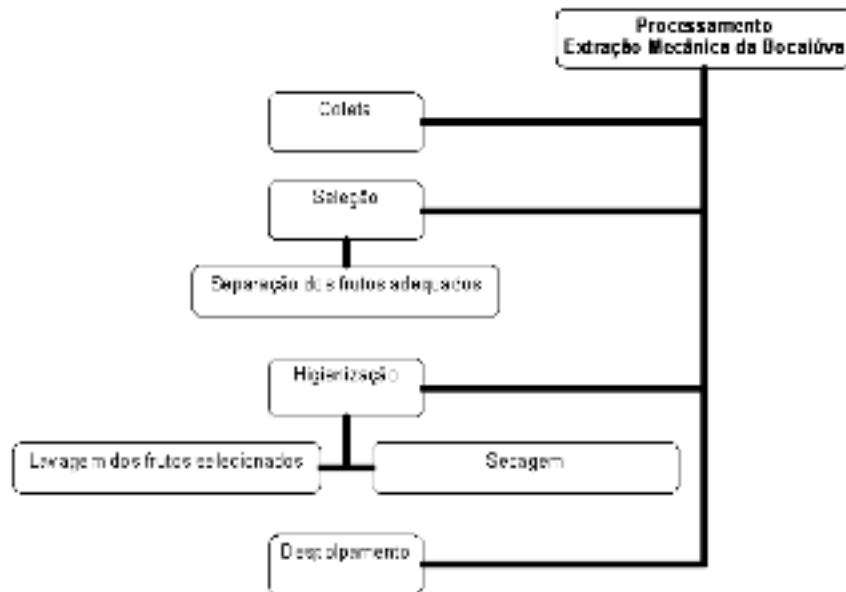 Processamento
Extração Mecânica da Bocaiúva
Coleta
Seleção
Separação dos frutos adequados
Higienização
Lavagem dos frutos selecionados
Secagem
Despolpamento